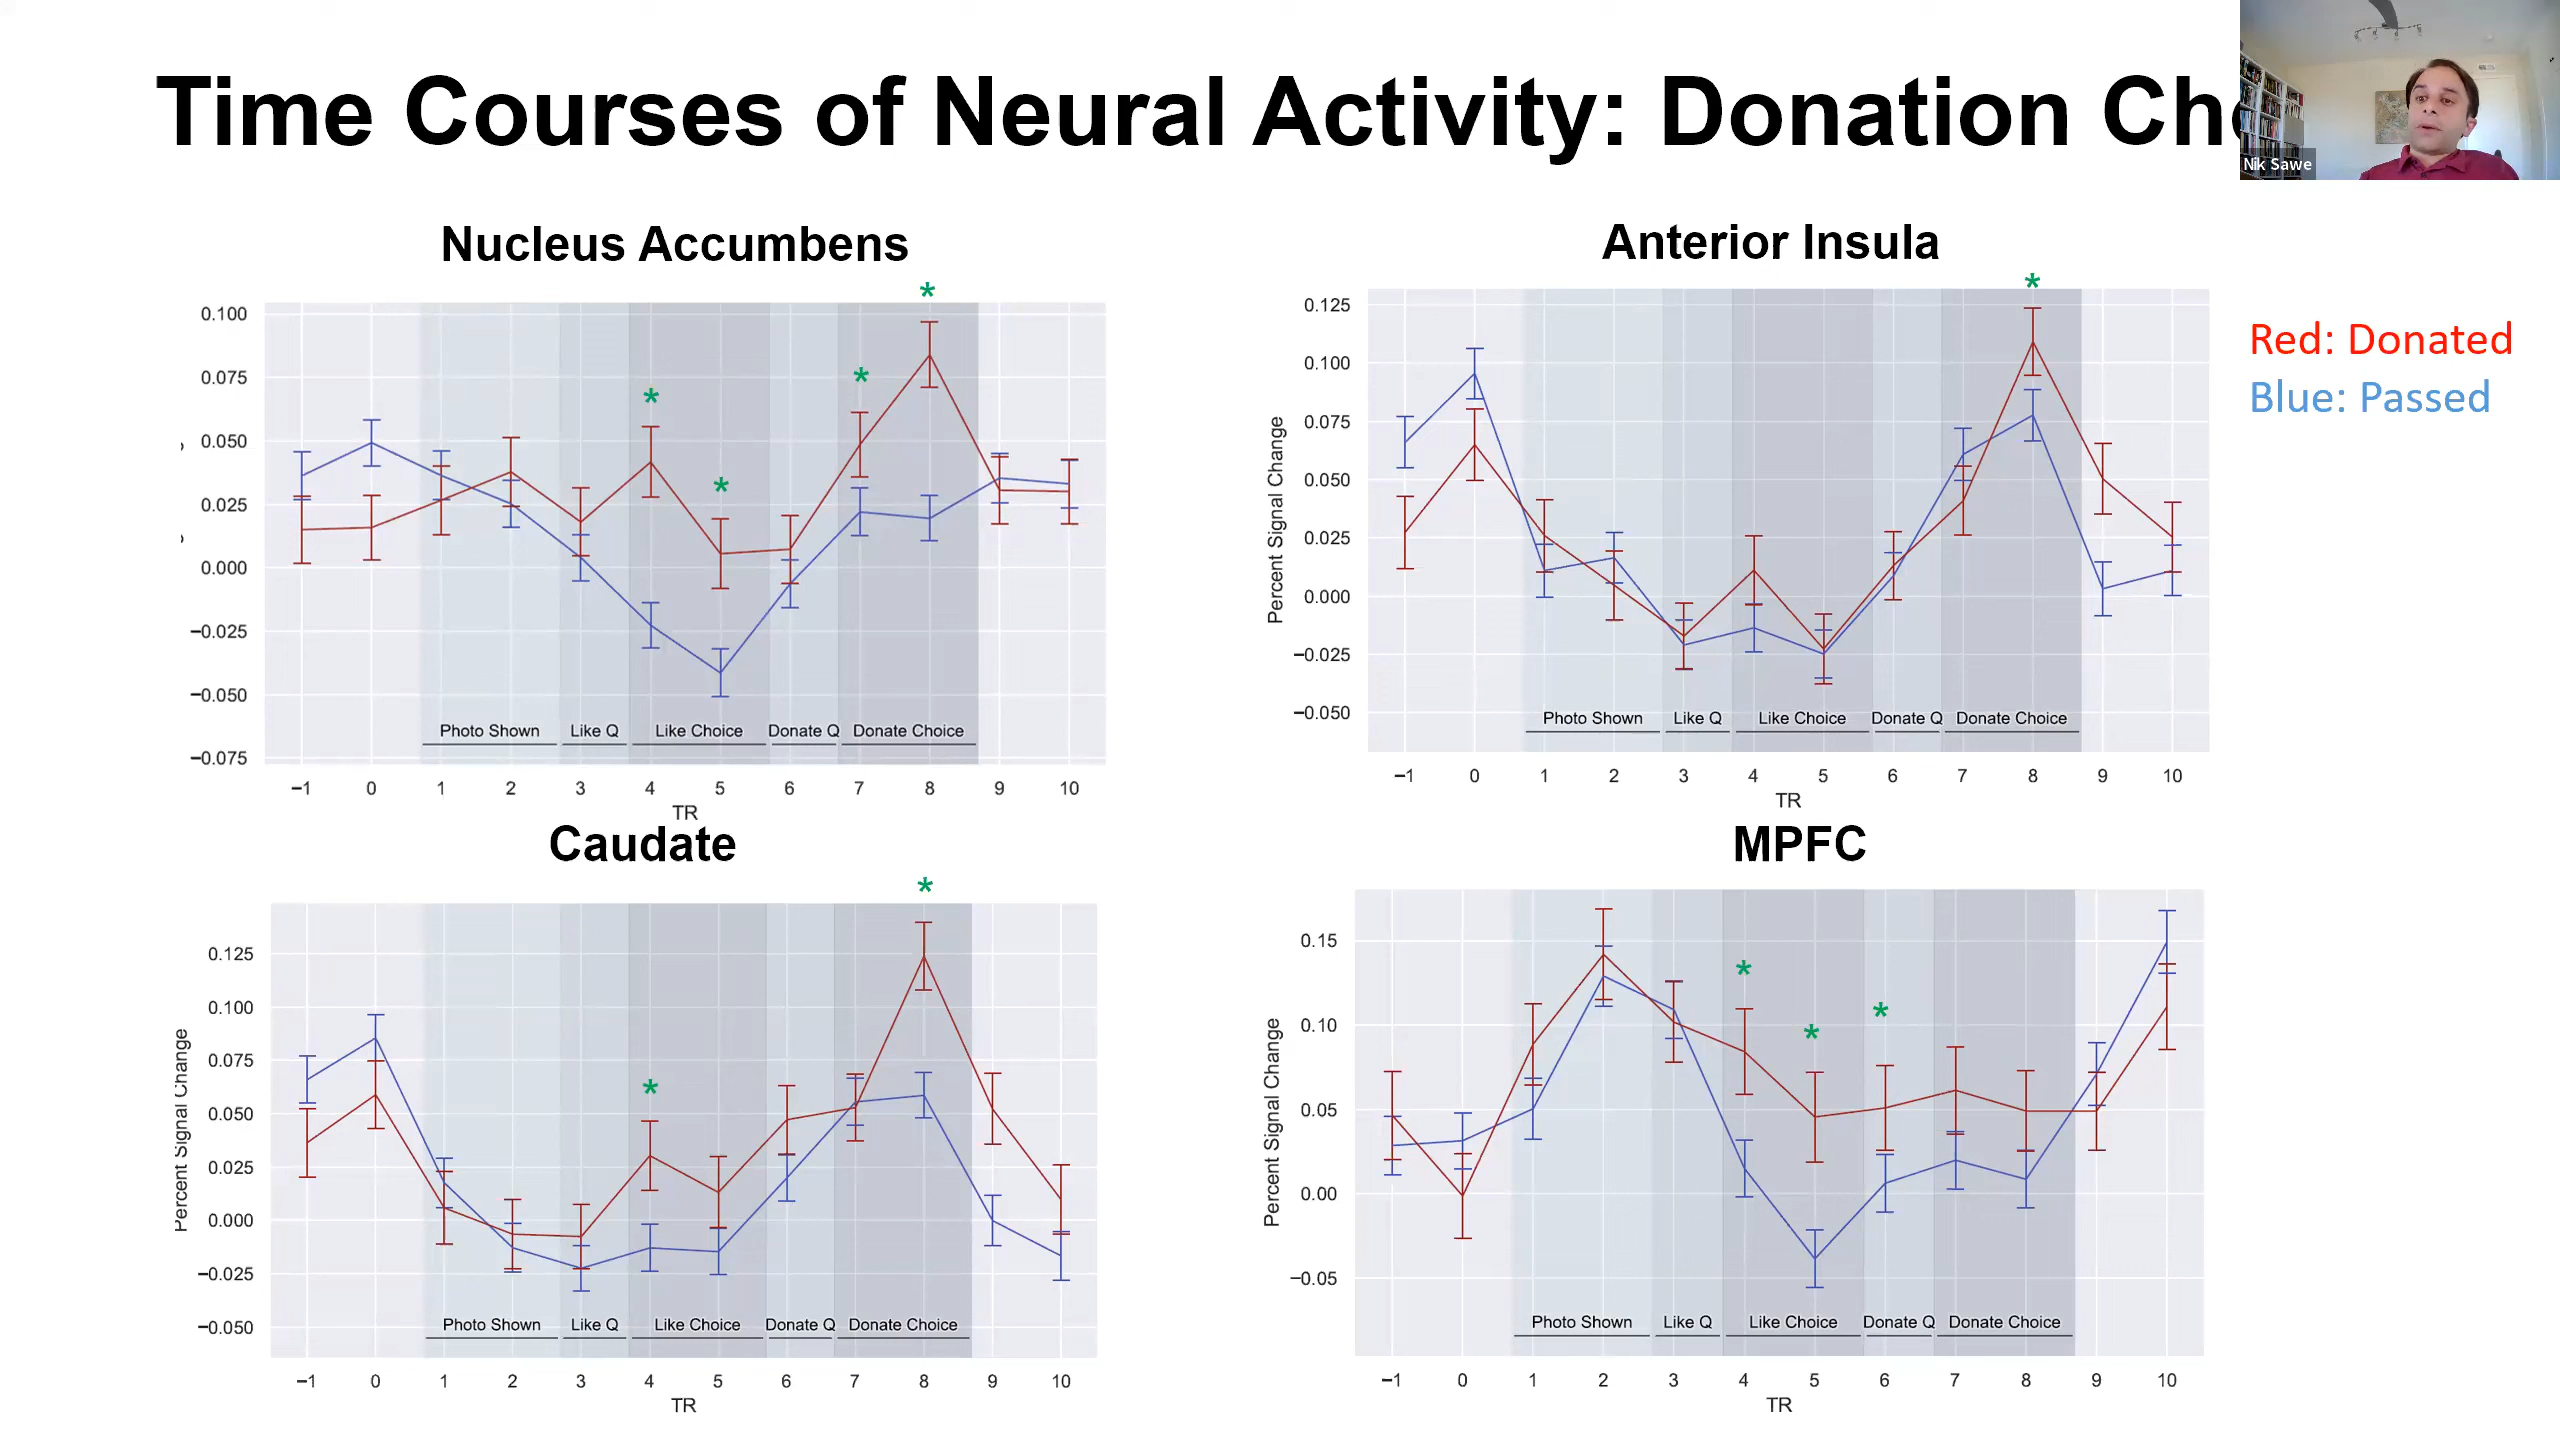 Time Courses of Neural Activity: Donation Ch
Nik Sawe
Nucleus Accumbens
Anterior Insula
Red: Donated
Blue: Passed
*
*
*
*
0.100
0.075
0.050
0.025
0.000
−0.025
−0.050
−0.075
Photo Shown Like Q Like Choice Donate Q Donate Choice
−1 0 1 2 3 4 5 6 7 8 9 10
TR
*
Percent Signal Change
0.125
0.100
0.075
0.050
0.025
0.000
−0.025
−0.050
Photo Shown Like Q Like Choice Donate Q Donate Choice
−1 0 1 2 3 4 5 6 7 8 9 10
TR
Caudate
MPFC
*
*
Percent Signal Change
0.125
0.100
0.075
0.050
0.025
0.000
−0.025
−0.050
Photo Shown Like Q Like Choice Donate Q Donate Choice
−1 0 1 2 3 4 5 6 7 8 9 10
TR
*
*
*
Percent Signal Change
0.15
0.10
0.05
0.00
−0.05
Photo Shown Like Q Like Choice Donate Q Donate Choice
−1 0 1 2 3 4 5 6 7 8 9 10
TR